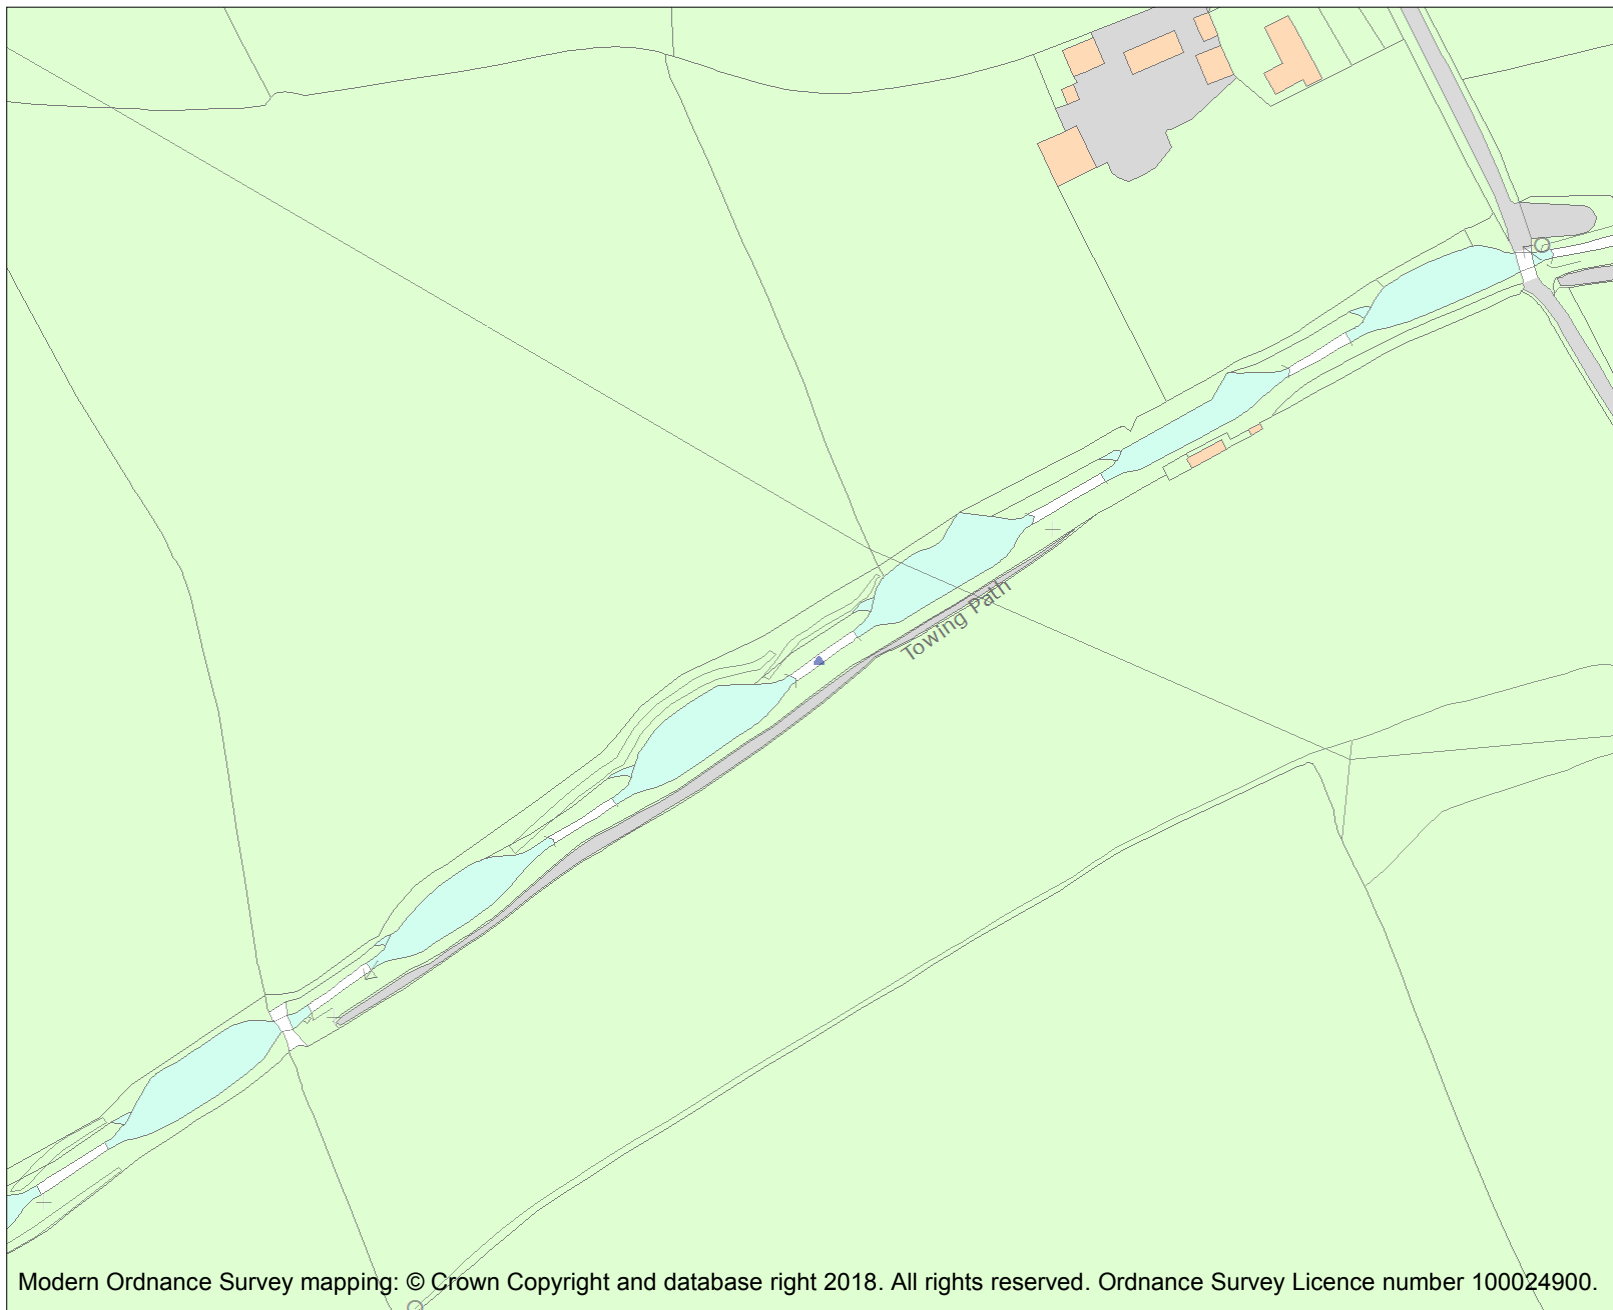 Towing Path
Modern Ordnance Survey mapping: © Crown Copyright and database right 2018. All rights reserved. Ordnance Survey Licence number 100024900.